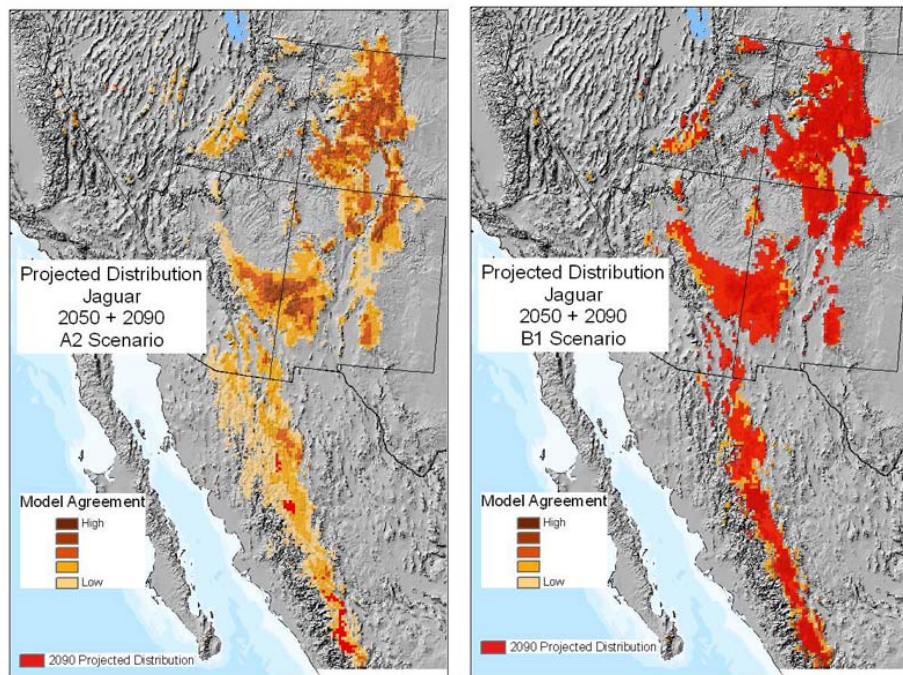 Projected Distribution
Jaguar
2050 + 2090
A2 Scenario
Model Agreement
High
Low
2090 Projected Distribution
Projected Distribution
Jaguar
2050 + 2090
B1 Scenario
Model Agreement
High
Low
2090 Projected Distribution